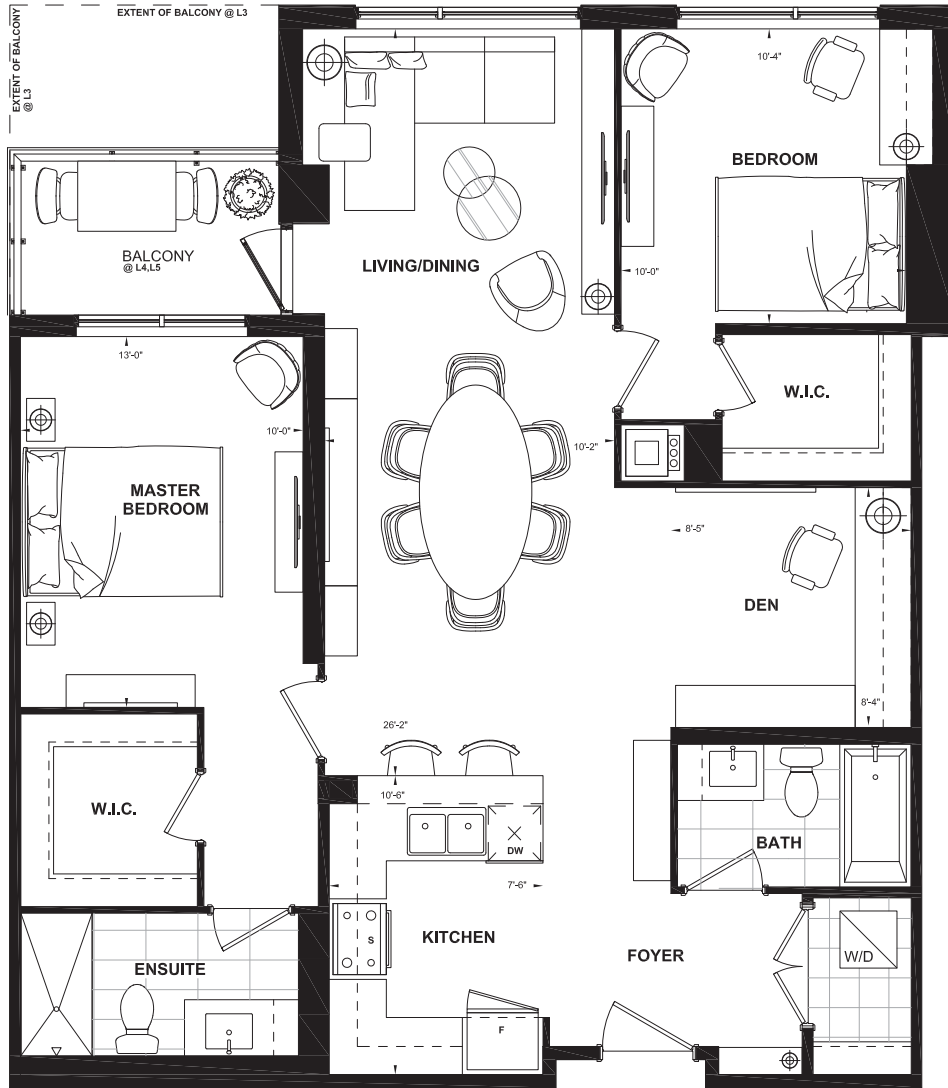 EXTENT OF BALCONY @ L3
EXTENT OF BALCONY
@ L3
10'-4"
BEDROOM
BALCONY
@ L4,L5
LIVING/DINING
10'-0"
13'-0"
W.I.C.
10'-0"
10'-2"
MASTER
BEDROOM
8'-5"
DEN
8'-4"
26'-2"
10'-6"
W.I.C.
DW
BATH
7'-6"
S
KITCHEN
FOYER
W/D
ENSUITE
F